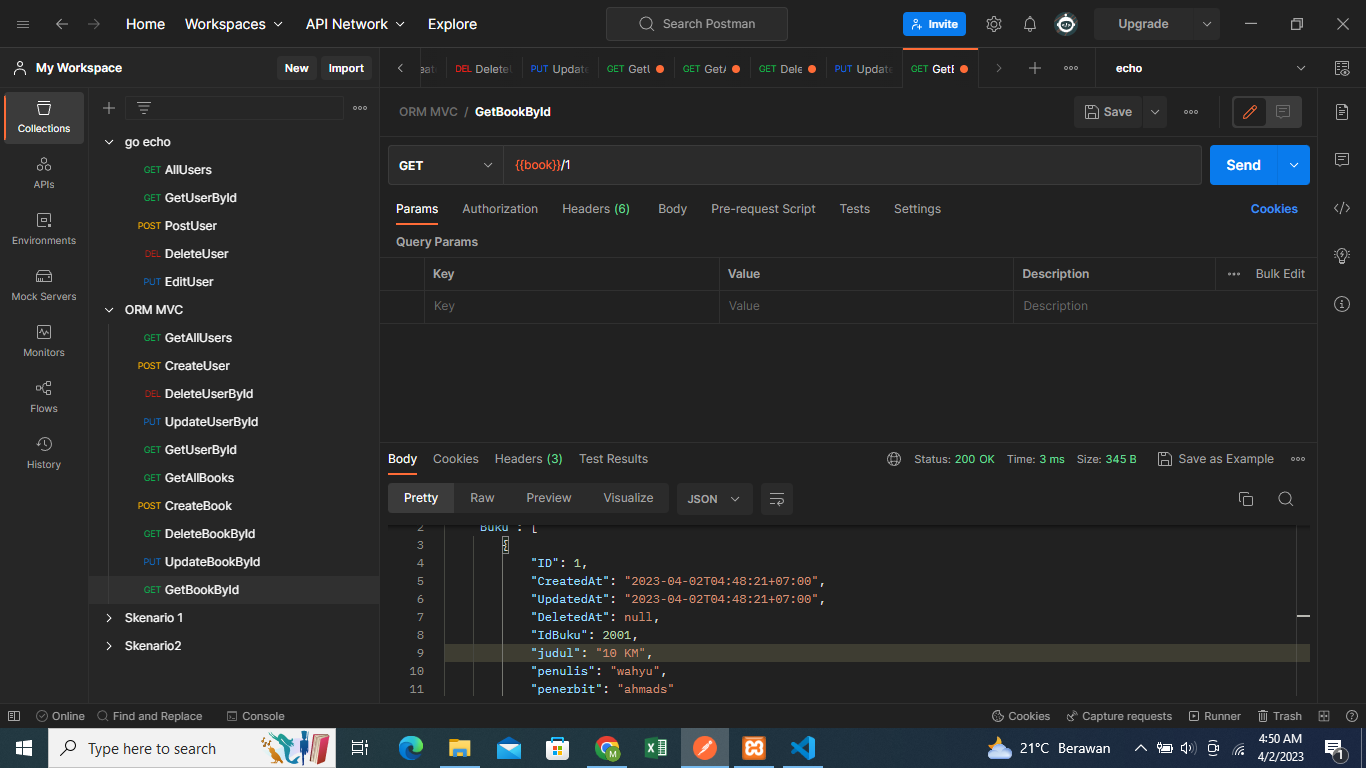 Home Workspaces API Network Explore Search Postman Invite Upgrade
My Workspace New Import
DEL Delete PUT Update GET GetU GET GetA GET Dele PUT Update GET GetB echo
Collections
APIs
Environments
Mock Servers
Monitors
Flows
History
go echo
GET AllUsers
GET GetUserById
POST PostUser
DEL DeleteUser
PUT EditUser
ORM MVC
GET GetAllUsers
POST CreateUser
DEL DeleteUserById
PUT UpdateUserById
GET GetUserById
GET GetAllBooks
POST CreateBook
GET DeleteBookById
PUT UpdateBookById
GET GetBookById
Skenario 1
Skenario2
ORM MVC / GetBookById Save
GET {{book}}/1 Send
Params Authorization Headers (6) Body Pre-request Script Tests Settings Cookies
Query Params
Key Value Description Bulk Edit
Key Value Description
Body Cookies Headers (3) Test Results Status: 200 OK Time: 3 ms Size: 345 B Save as Example
Pretty Raw Preview Visualize JSON
2 "Buku": [
3 {
4 "ID": 1,
5 "CreatedAt": "2023-04-02T04:48:21+07:00",
6 "UpdatedAt": "2023-04-02T04:48:21+07:00",
7 "DeletedAt": null,
8 "IdBuku": 2001,
9 "judul": "10 KM",
10 "penulis": "wahyu",
11 "penerbit": "ahmads"
Online Find and Replace Console Cookies Capture requests Runner Trash
Type here to search 21°C Berawan 4:50 AM
4/2/2023 1